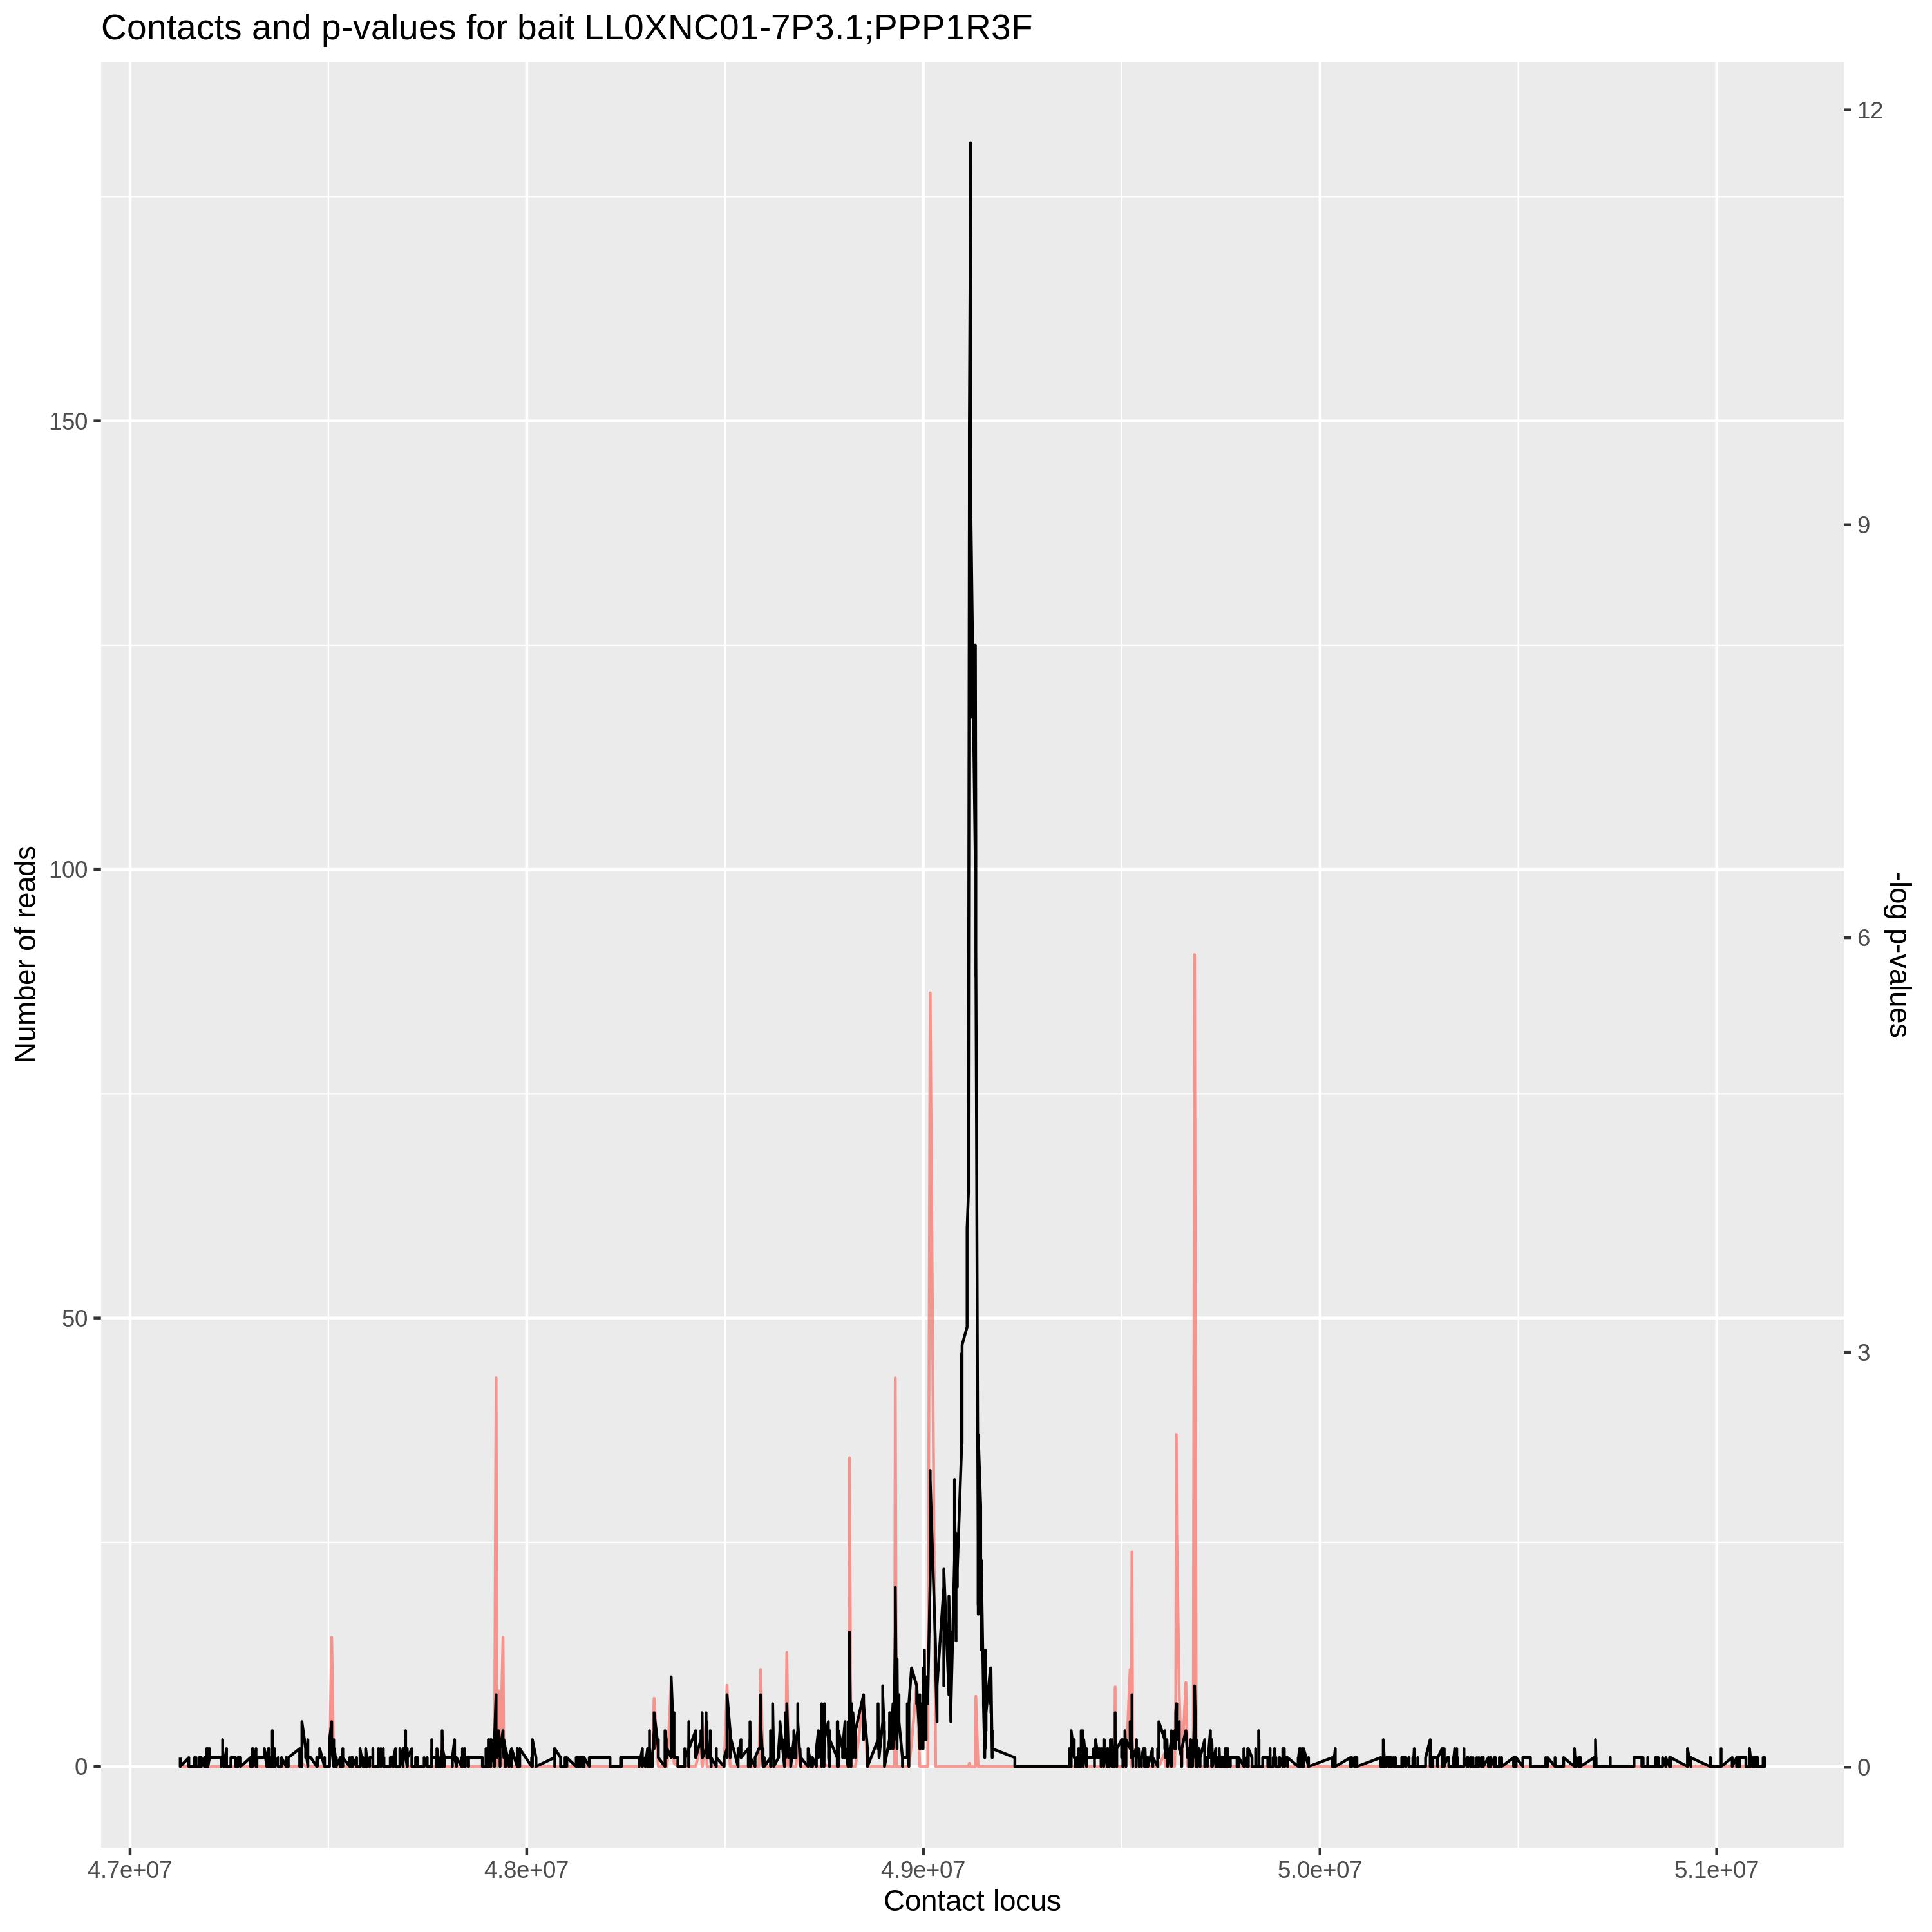 Contacts and p-values for bait LL0XNC01-7P3.1;PPP1R3F
Number of reads
150
100
50
0
12
9
6
3
0
-log p-values
4.7e+07
4.8e+07
4.9e+07
5.0e+07
5.1e+07
Contact locus